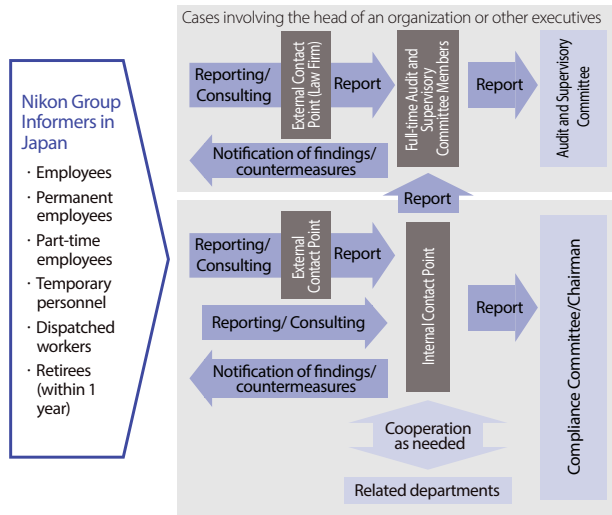 Cases involving the head of an organization or other executives
Nikon Group
Informers in
Japan
· Employees
· Permanent
employees
· Part-time
employees
· Temporary
personnel
· Dispatched
workers
· Retirees
(within 1
year)
Reporting/
Consulting
External Contact
Point (Law Firm)
Report
Full-time Audit and
Supervisory
Committee Members
Report
Audit and Supervisory
Committee
Notification of findings/
countermeasures
Report
Reporting/
Consulting
External
Contact Point
Report
Internal Contact Point
Report
Compliance Committee/Chairman
Reporting/ Consulting
Notification of findings/
countermeasures
Cooperation
as needed
Related departments